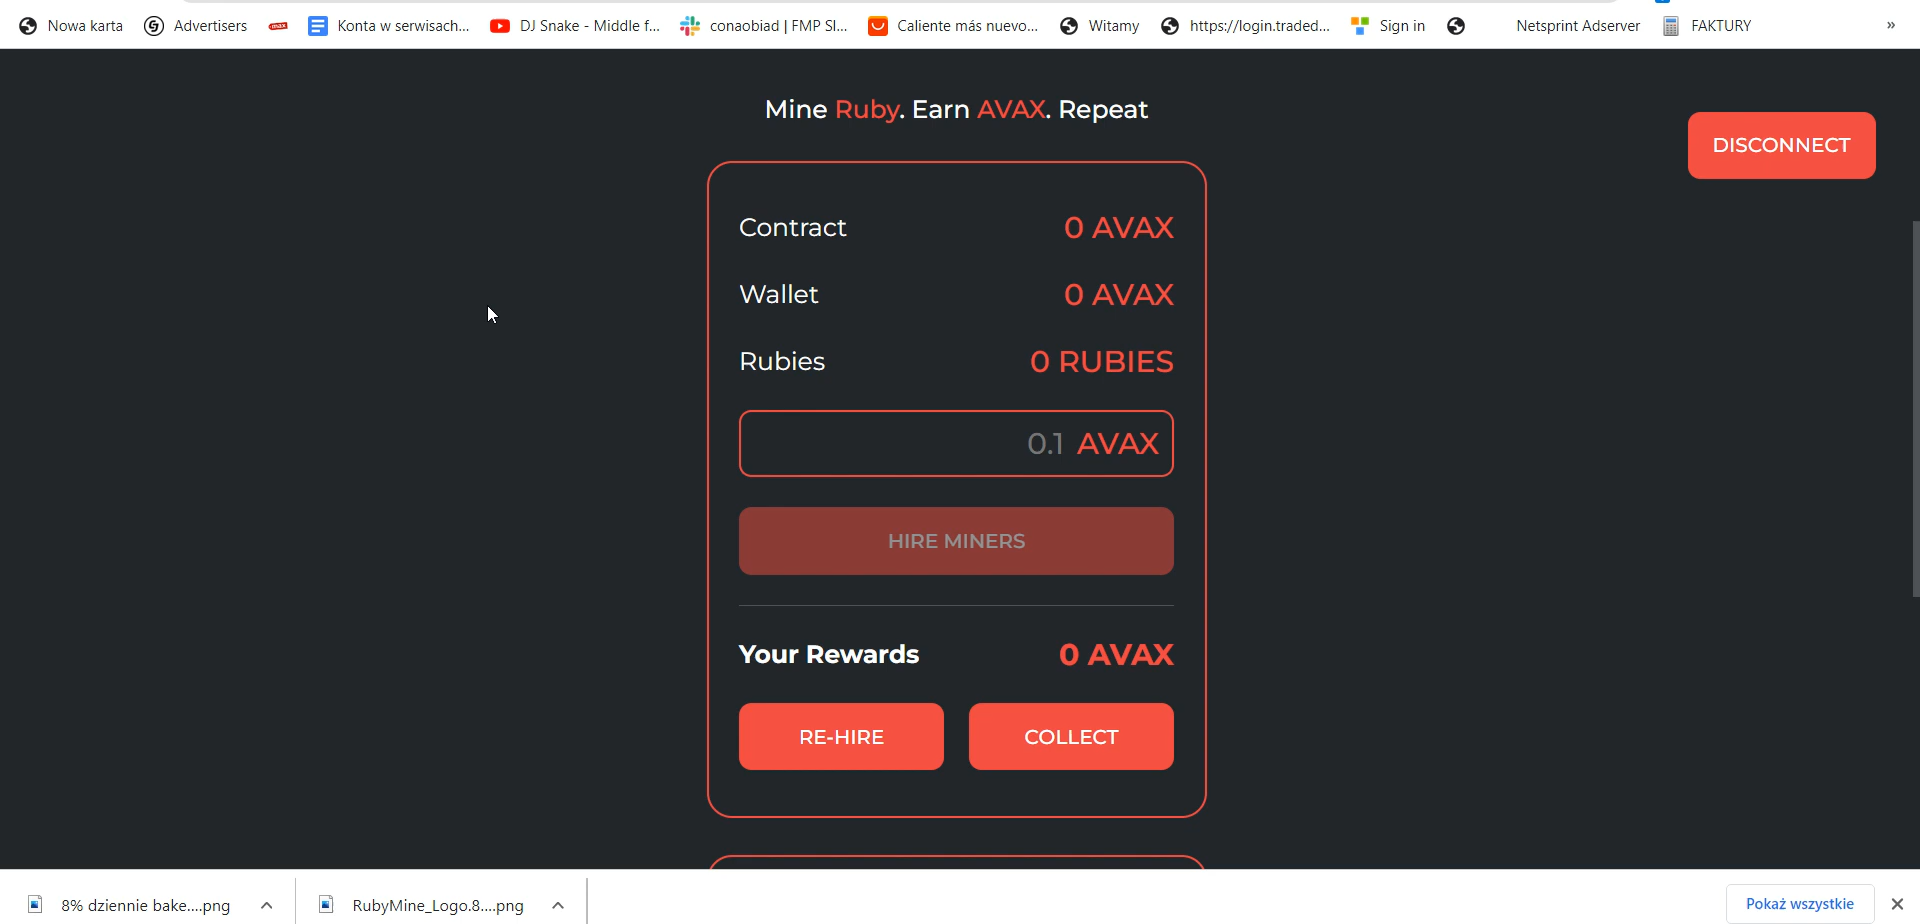 Nowa karta Advertisers max Konta w serwisach... DJ Snake - Middle f... conaobiad | FMP Sl... Caliente más nuevo... Witamy https://login.traded... Sign in Netsprint Adserver FAKTURY »
Mine Ruby. Earn AVAX. Repeat
DISCONNECT
Contract 0 AVAX
Wallet 0 AVAX
Rubies 0 RUBIES
0.1 AVAX
HIRE MINERS
Your Rewards 0 AVAX
RE-HIRE COLLECT
8% dziennie bake....png RubyMine_Logo.8....png Pokaż wszystkie